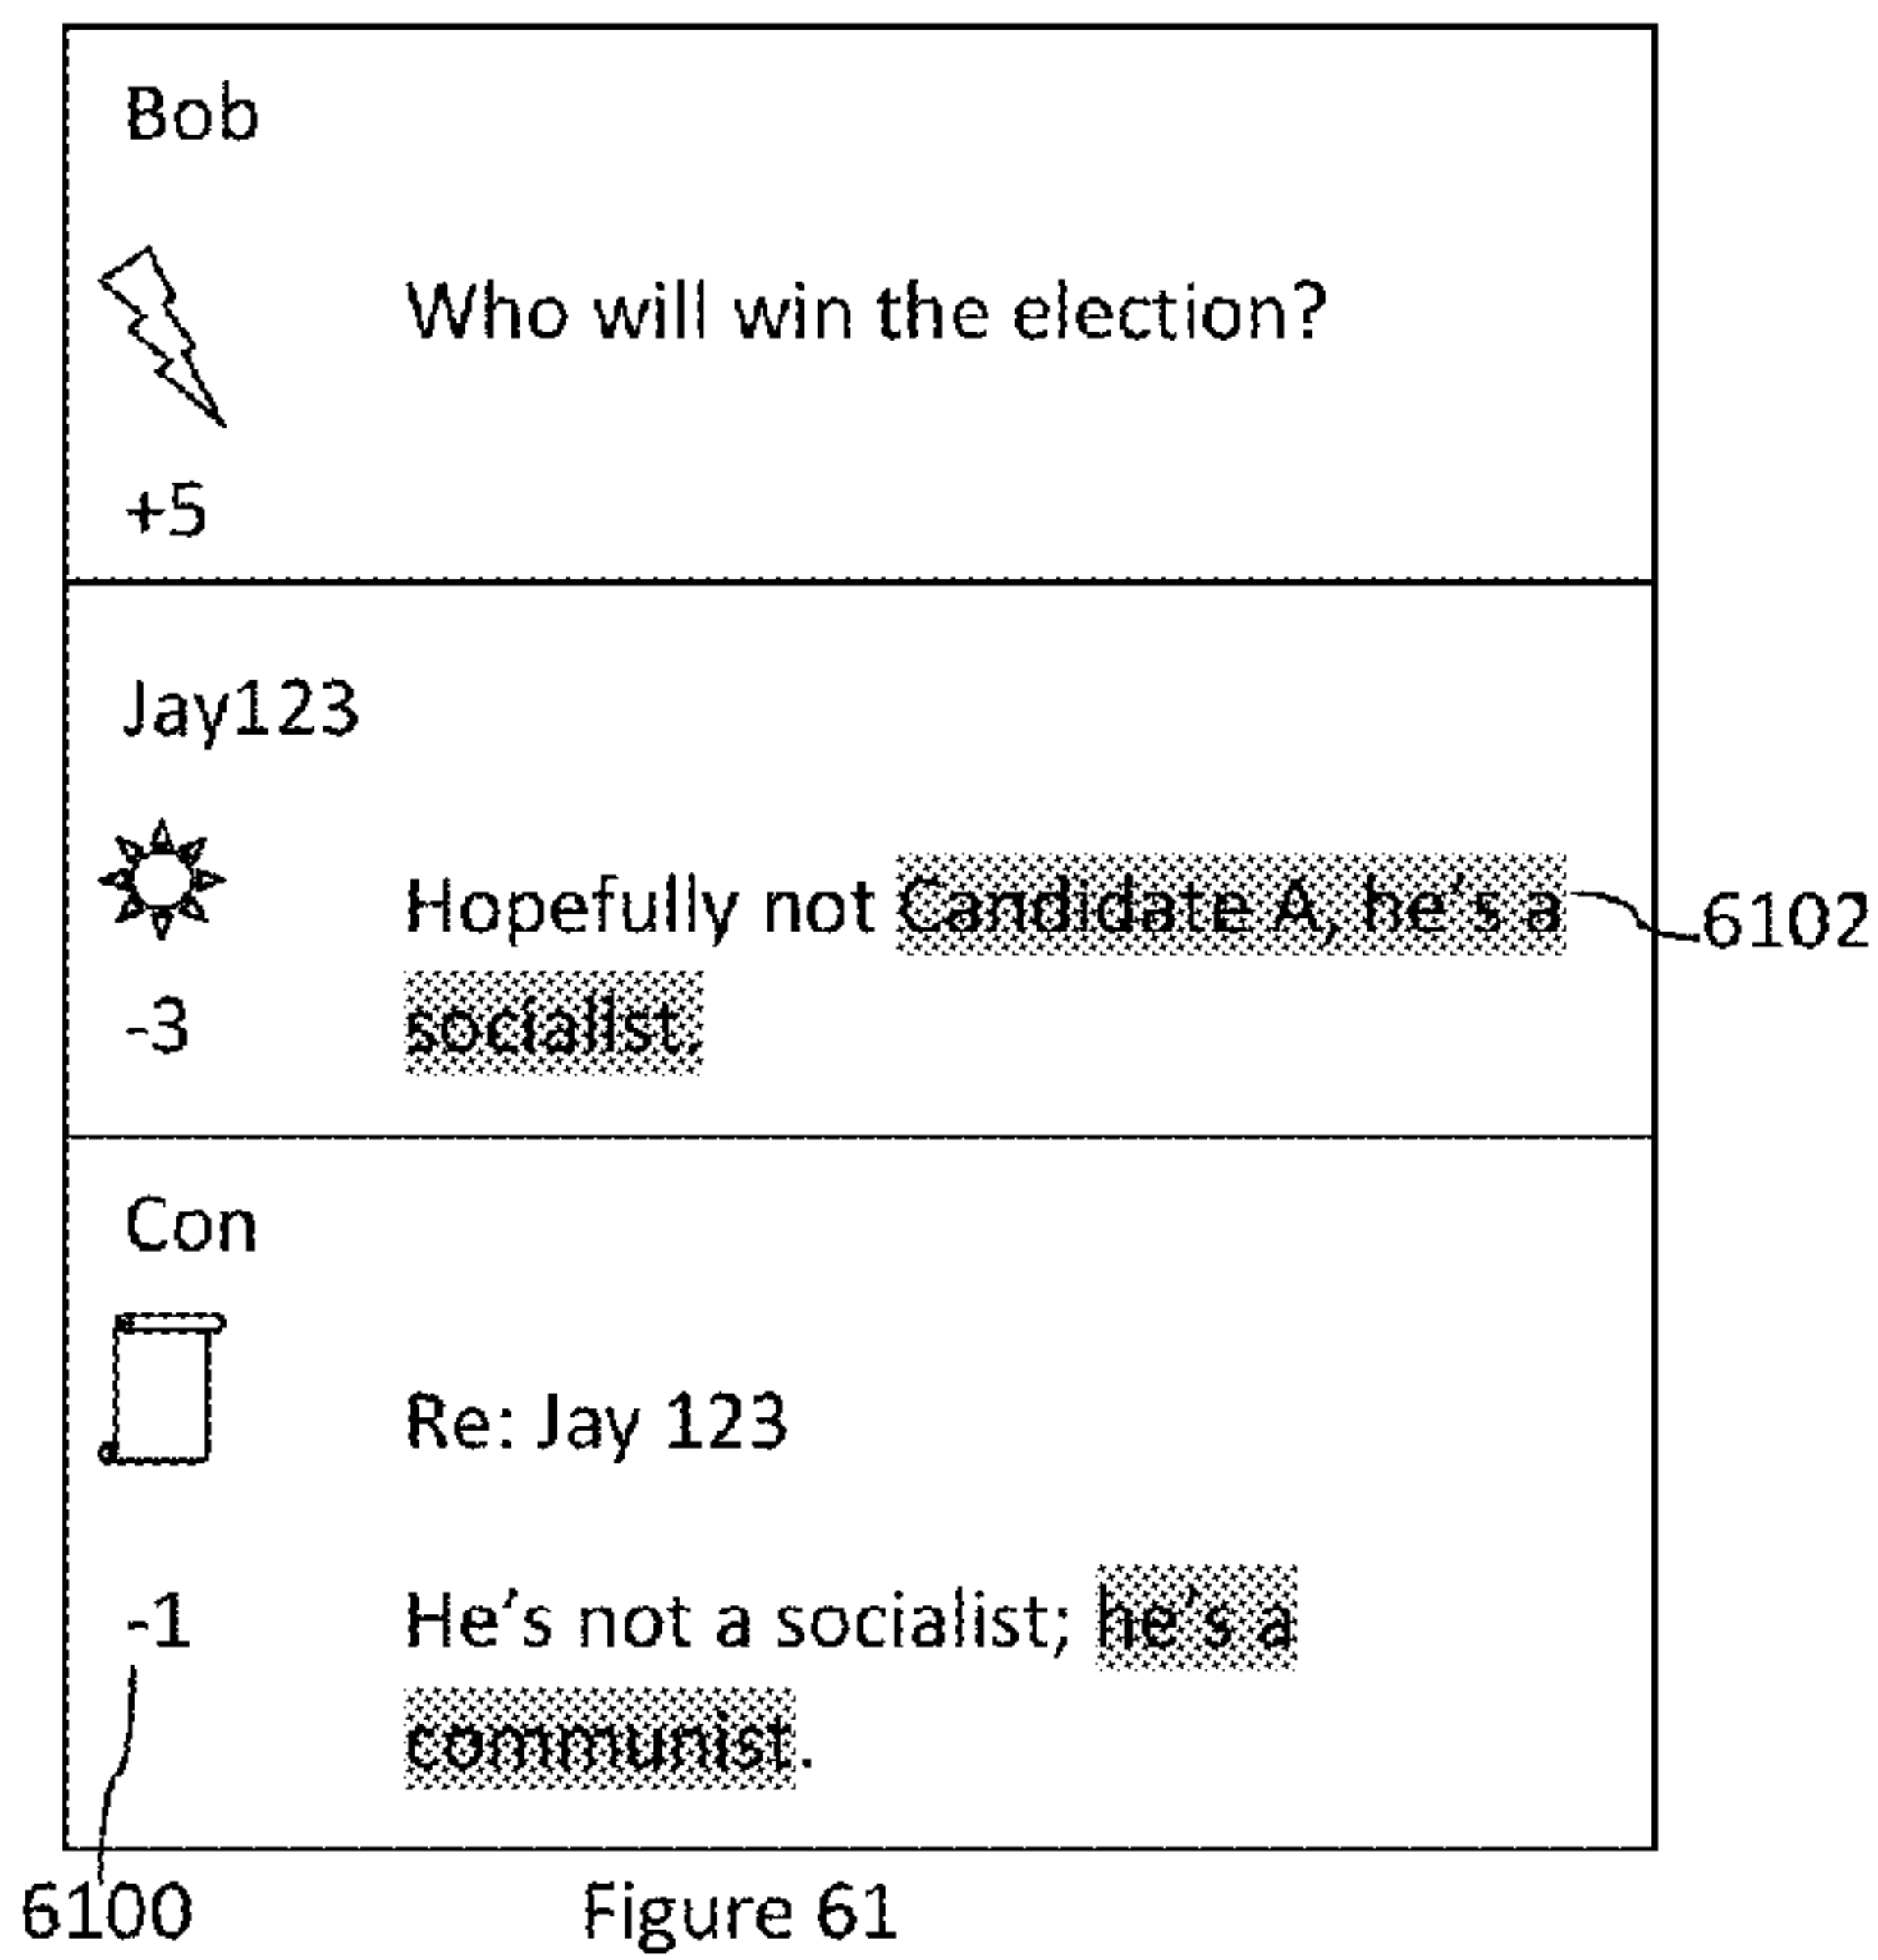 Bob
Who will win the election?
+5
Jay123
Hopefully not Candidate A, he's a
6102
-3
socialist.
Con
Re: Jay 123
-1
He's not a socialist; he's a
communist.
6100
Figure 61